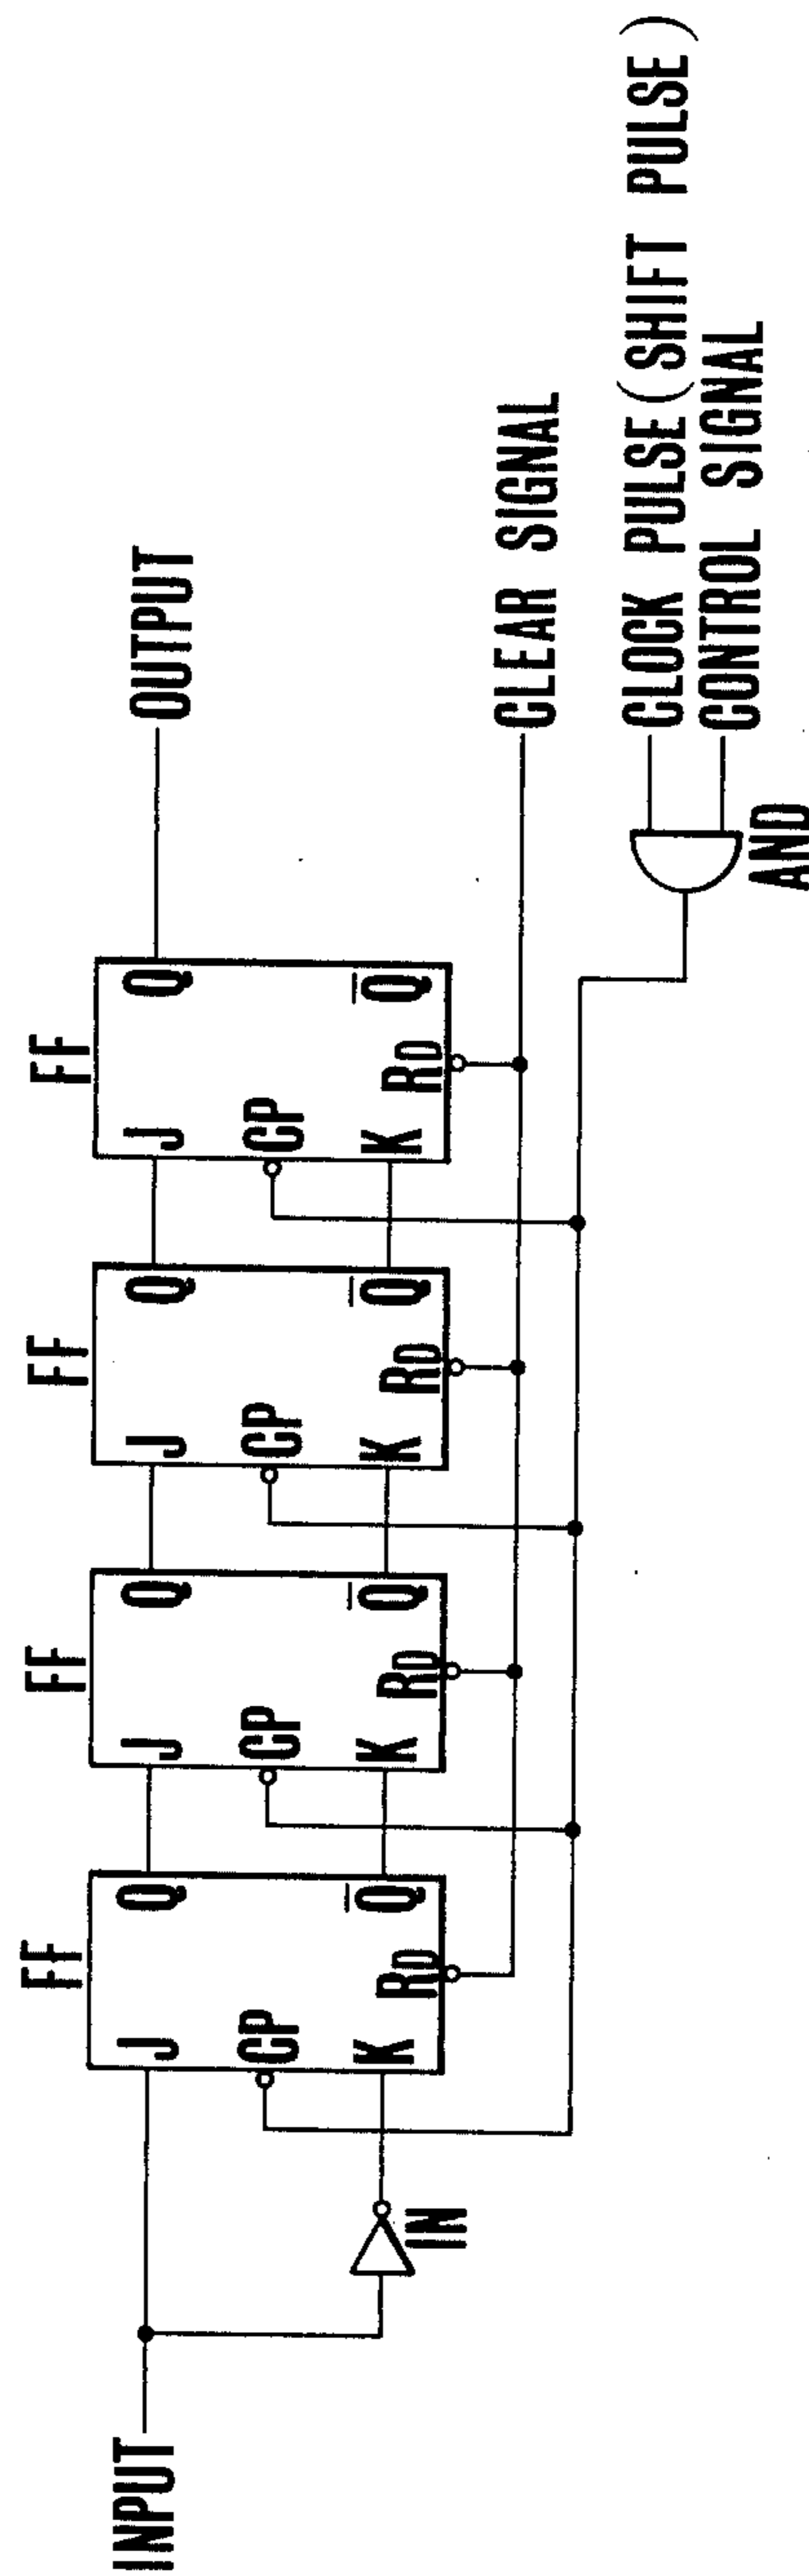 FF FF FF FF
J Q J Q J Q J Q
OUTPUT
CP CP CP CP
K Q̅ K Q̅ K Q̅ K Q̅
RD RD RD RD
INPUT
IN
CLEAR SIGNAL
CLOCK PULSE (SHIFT PULSE)
CONTROL SIGNAL
AND